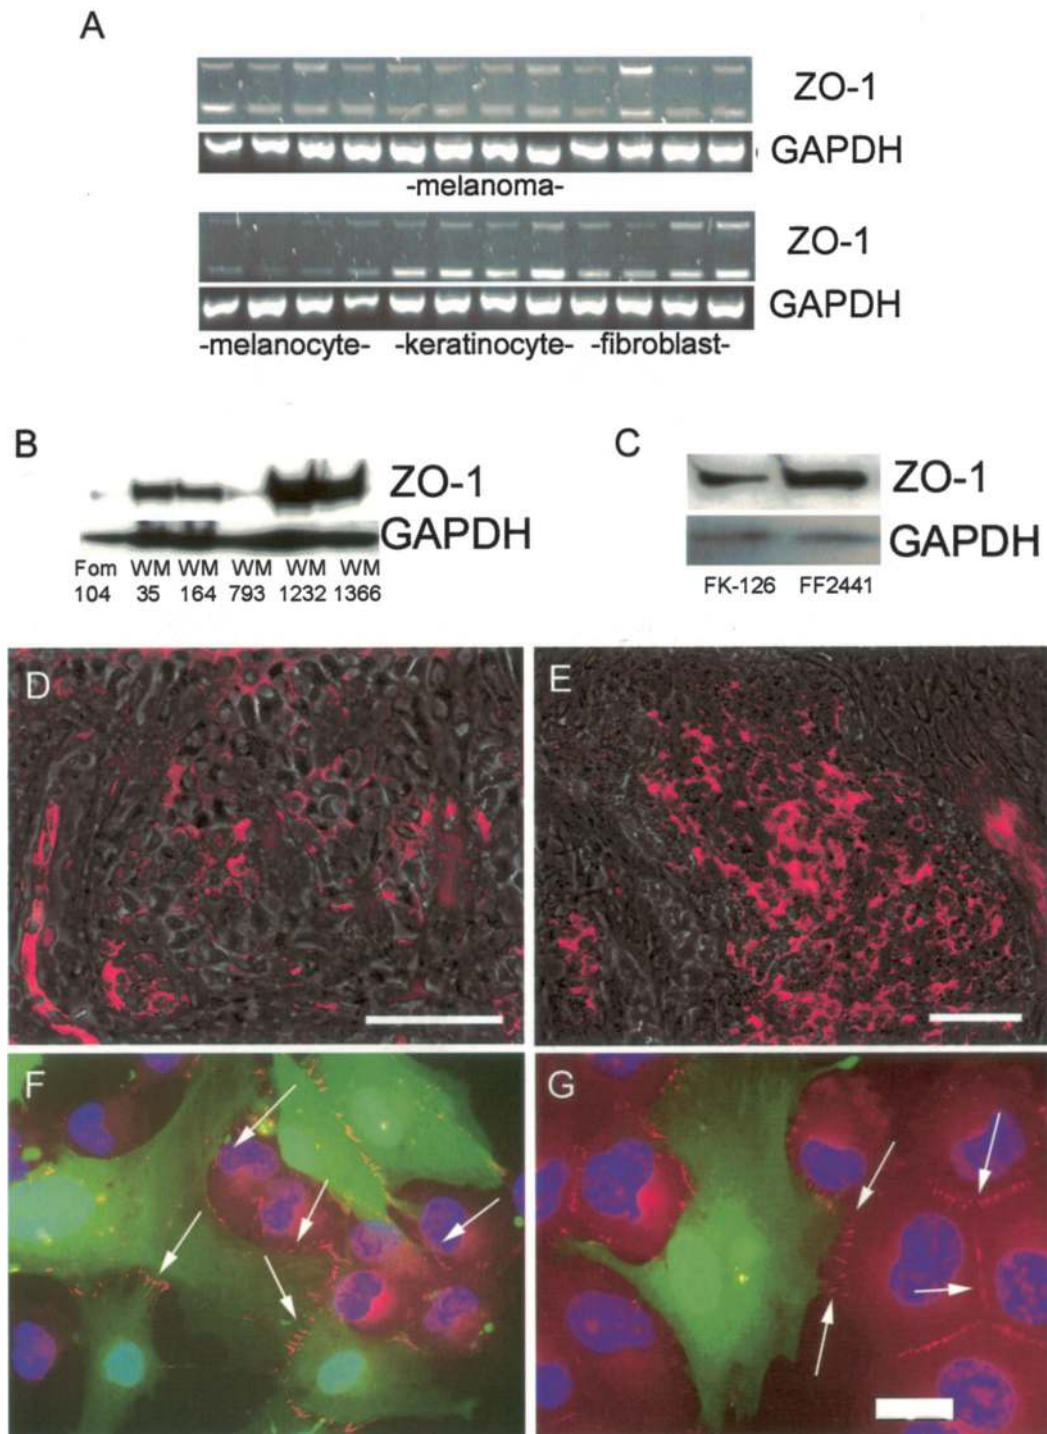 A
ZO-1
GAPDH
-melanoma-
ZO-1
GAPDH
-melanocyte- -keratinocyte- -fibroblast-
B
C
ZO-1
GAPDH
Fom WM WM WM WM WM
104 35 164 793 1232 1366
ZO-1
GAPDH
FK-126 FF2441
D
E
F
G